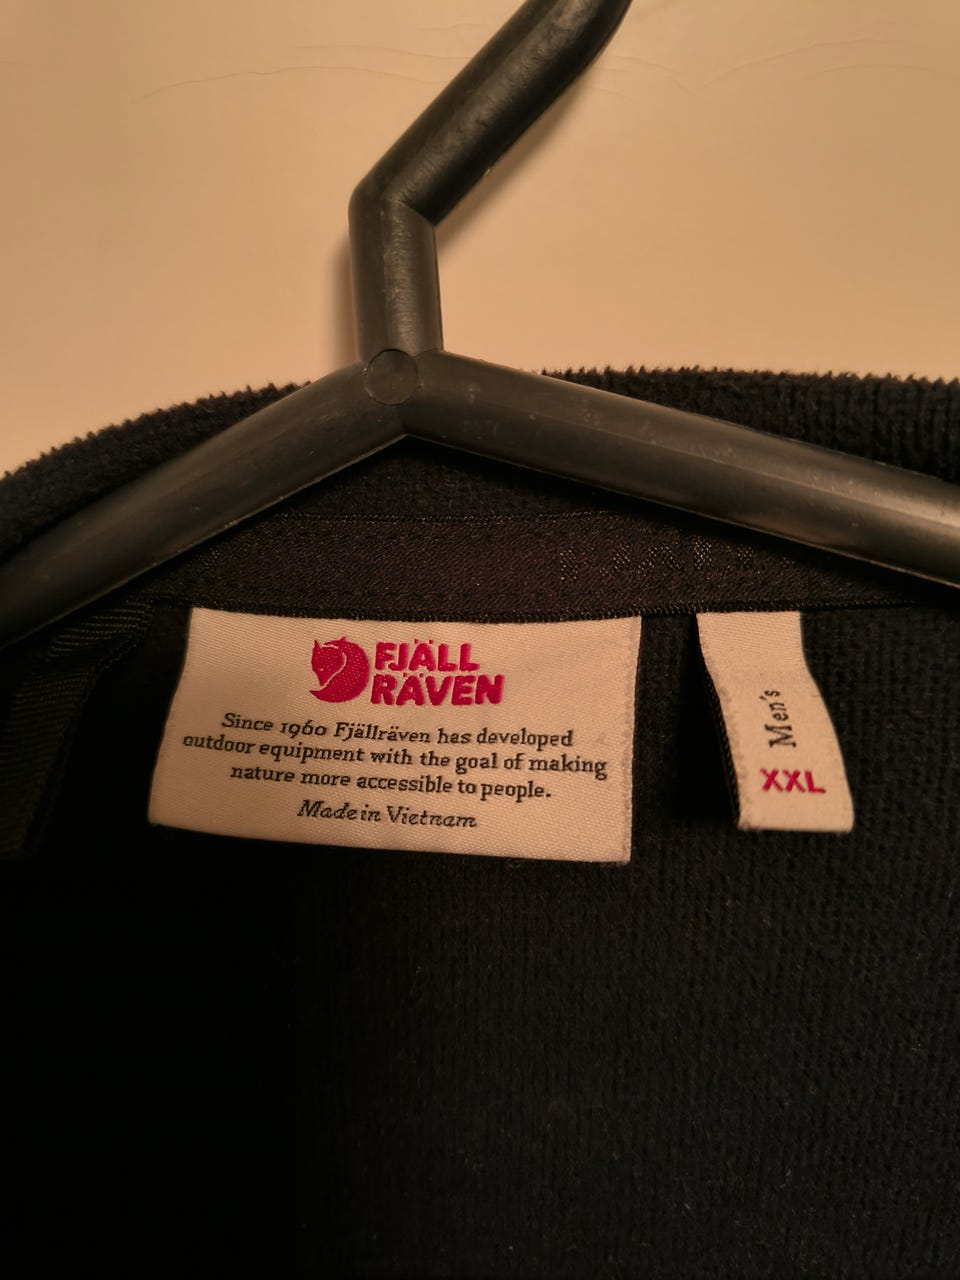 FJÄLL
RÄVEN
Since 1960 Fjällräven has developed
outdoor equipment with the goal of making
nature more accessible to people.
Made in Vietnam
Men's
XXL